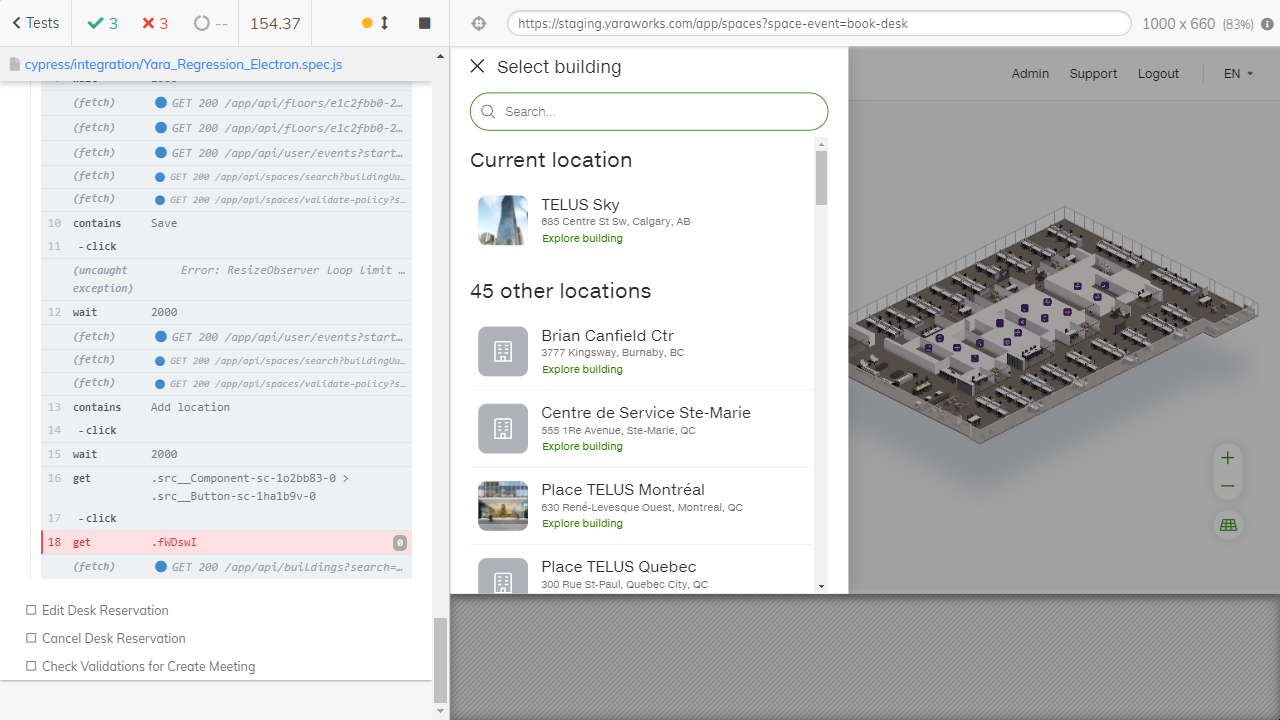 Tests
3
3
--
154.37
https://staging.yaraworks.com/app/spaces?space-event=book-desk
1000 x 660 (83%)
cypress/integration/Yara_Regression_Electron.spec.js
(fetch) GET 200 /app/api/floors/e1c2fbb0-2…
(fetch) GET 200 /app/api/floors/e1c2fbb0-2…
(fetch) GET 200 /app/api/user/events?start…
(fetch) GET 200 /app/api/spaces/search?buildingUu…
(fetch) GET 200 /app/api/spaces/validate-policy?s…
10 contains Save
11 - click
(uncaught exception) Error: ResizeObserver loop limit …
12 wait 2000
(fetch) GET 200 /app/api/user/events?start…
(fetch) GET 200 /app/api/spaces/search?buildingUu…
(fetch) GET 200 /app/api/spaces/validate-policy?s…
13 contains Add location
14 - click
15 wait 2000
16 get .src__Component-sc-1o2bb83-0 >
.src__Button-sc-1ha1b9v-0
17 - click
18 get .fWDswI 0
(fetch) GET 200 /app/api/buildings?search=…
Edit Desk Reservation
Cancel Desk Reservation
Check Validations for Create Meeting
Select building
Search...
Current location
TELUS Sky
685 Centre St Sw, Calgary, AB
Explore building
45 other locations
Brian Canfield Ctr
3777 Kingsway, Burnaby, BC
Explore building
Centre de Service Ste-Marie
555 1Re Avenue, Ste-Marie, QC
Explore building
Place TELUS Montréal
630 René-Levesque Ouest, Montreal, QC
Explore building
Place TELUS Quebec
300 Rue St-Paul, Quebec City, QC
Admin
Support
Logout
EN